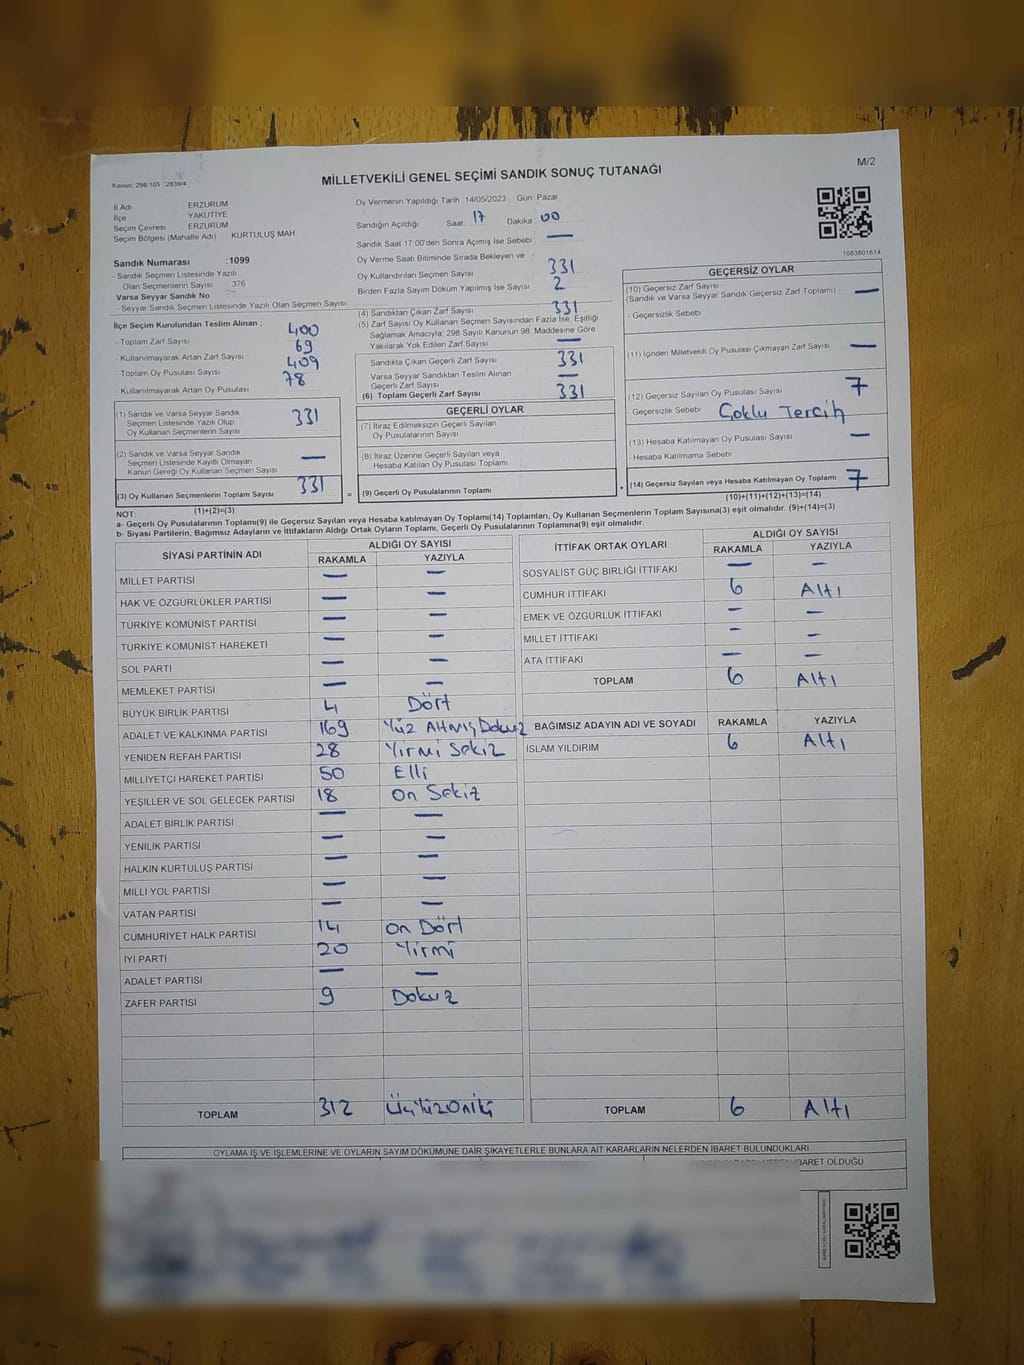 Kanun: 298/105 2839/4
MİLLETVEKİLİ GENEL SEÇİMİ SANDIK SONUÇ TUTANAĞI
M/2
İl Adı ERZURUM
İlçe YAKUTİYE
Seçim Çevresi ERZURUM
Seçim Bölgesi (Mahalle Adı) KURTULUŞ MAH
Sandık Numarası :1099
- Sandık Seçmen Listesinde Yazılı
Olan Seçmenlerin Sayısı 376
Varsa Seyyar Sandık No
- Seyyar Sandık Seçmen Listesinde Yazılı Olan Seçmen Sayısı
Oy Vermenin Yapıldığı Tarih 14/05/2023 Gün: Pazar
Sandığın Açıldığı Saat 17 Dakika 00
Sandık Saat 17:00'den Sonra Açılmış İse Sebebi —
Oy Verme Saati Bitiminde Sırada Bekleyen ve :
Oy Kullandırılan Seçmen Sayısı 331
Birden Fazla Sayım Döküm Yapılmış İse Sayısı 2
1083801614
İlçe Seçim Kurulundan Teslim Alınan ;
- Toplam Zarf Sayısı 400
- Kullanılmayarak Artan Zarf Sayısı 69
- Toplam Oy Pusulası Sayısı 409
- Kullanılmayarak Artan Oy Pusulası 78
(4) Sandıktan Çıkan Zarf Sayısı 331
(5) Zarf Sayısı Oy Kullanan Seçmen Sayısından Fazla İse, Eşitliği
Sağlamak Amacıyla, 298 Sayılı Kanunun 98. Maddesine Göre
Yakılarak Yok Edilen Zarf Sayısı —
Sandıkta Çıkan Geçerli Zarf Sayısı 331
Varsa Seyyar Sandıktan Teslim Alınan
Geçerli Zarf Sayısı —
(6) Toplam Geçerli Zarf Sayısı 331
GEÇERSİZ OYLAR
(10) Geçersiz Zarf Sayısı
(Sandık ve Varsa Seyyar Sandık Geçersiz Zarf Toplamı) —
- Geçersizlik Sebebi
(11) İçinden Milletvekili Oy Pusulası Çıkmayan Zarf Sayısı —
(12) Geçersiz Sayılan Oy Pusulası Sayısı 7
- Geçersizlik Sebebi Çoklu Tercih
(13) Hesaba Katılmayan Oy Pusulası Sayısı —
- Hesaba Katılmama Sebebi
(14) Geçersiz Sayılan veya Hesaba Katılmayan Oy Toplamı 7
(10)+(11)+(12)+(13)=(14)
(1) Sandık ve Varsa Seyyar Sandık
Seçmen Listesinde Yazılı Olup
Oy Kullanan Seçmenlerin Sayısı 331
(2) Sandık ve Varsa Seyyar Sandık
Seçmen Listesinde Kayıtlı Olmayan
Kanun Gereği Oy Kullanan Seçmen Sayısı —
(3) Oy Kullanan Seçmenlerin Toplam Sayısı 331
(1)+(2)=(3)
GEÇERLİ OYLAR
(7) İtiraz Edilmeksizin Geçerli Sayılan
Oy Pusulalarının Sayısı
(8) İtiraz Üzerine Geçerli Sayılan veya
Hesaba Katılan Oy Pusulası Toplamı
= (9) Geçerli Oy Pusulalarının Toplamı +
NOT:
a- Geçerli Oy Pusulalarının Toplamı(9) ile Geçersiz Sayılan veya Hesaba katılmayan Oy Toplamı(14) Toplamları, Oy Kullanan Seçmenlerin Toplam Sayısına(3) eşit olmalıdır. (9)+(14)=(3)
b- Siyasi Partilerin, Bağımsız Adayların ve İttifakların Aldığı Ortak Oyların Toplamı, Geçerli Oy Pusulalarının Toplamına(9) eşit olmalıdır.
SİYASİ PARTİNİN ADI ALDIĞI OY SAYISI
RAKAMLA YAZIYLA
MİLLET PARTİSİ — —
HAK VE ÖZGÜRLÜKLER PARTİSİ — —
TÜRKİYE KOMÜNİST PARTİSİ — —
TÜRKİYE KOMÜNİST HAREKETİ — —
SOL PARTİ — —
MEMLEKET PARTİSİ — —
BÜYÜK BİRLİK PARTİSİ 4 Dört
ADALET VE KALKINMA PARTİSİ 169 Yüz Altmış Dokuz
YENİDEN REFAH PARTİSİ 28 Yirmi Sekiz
MİLLİYETÇİ HAREKET PARTİSİ 50 Elli
YEŞİLLER VE SOL GELECEK PARTİSİ 18 On Sekiz
ADALET BİRLİK PARTİSİ — —
YENİLİK PARTİSİ — —
HALKIN KURTULUŞ PARTİSİ — —
MİLLİ YOL PARTİSİ — —
VATAN PARTİSİ — —
CUMHURİYET HALK PARTİSİ 14 On Dört
İYİ PARTİ 20 Yirmi
ADALET PARTİSİ — —
ZAFER PARTİSİ 9 Dokuz
TOPLAM 312 ÜçYüzOniki
İTTİFAK ORTAK OYLARI ALDIĞI OY SAYISI
RAKAMLA YAZIYLA
SOSYALİST GÜÇ BİRLİĞİ İTTİFAKI — —
CUMHUR İTTİFAKI 6 Altı
EMEK VE ÖZGÜRLÜK İTTİFAKI — —
MİLLET İTTİFAKI — —
ATA İTTİFAKI — —
TOPLAM 6 Altı
BAĞIMSIZ ADAYIN ADI VE SOYADI RAKAMLA YAZIYLA
İSLAM YILDIRIM 6 Altı
TOPLAM 6 Altı
OYLAMA İŞ VE İŞLEMLERİNE VE OYLARIN SAYIM DÖKÜMÜNE DAİR ŞİKAYETLERLE BUNLARA AİT KARARLARIN NELERDEN İBARET BULUNDUKLARI
İBARET OLDUĞU